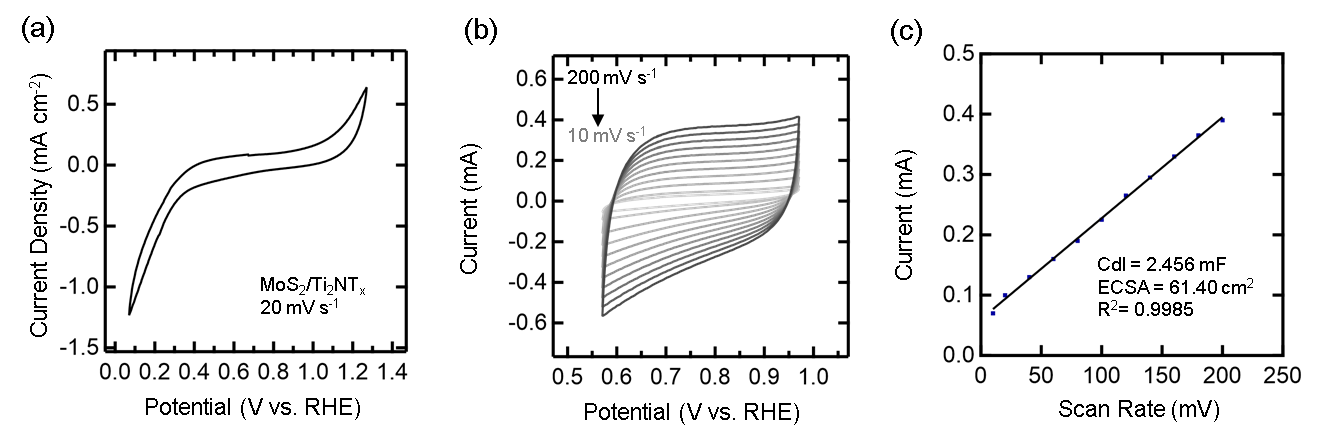 (a)
Current Density (mA cm-2)
0.5
0.0
-0.5
-1.0
-1.5
MoS2/Ti2NTx
20 mV s-1
0.0 0.2 0.4 0.6 0.8 1.0 1.2 1.4
Potential (V vs. RHE)
(b)
Current (mA)
0.6
0.4
0.2
0.0
-0.2
-0.4
-0.6
200 mV s-1
10 mV s-1
0.5 0.6 0.7 0.8 0.9 1.0
Potential (V vs. RHE)
(c)
Current (mA)
0.5
0.4
0.3
0.2
0.1
0.0
Cdl = 2.456 mF
ECSA = 61.40 cm2
R2= 0.9985
0 50 100 150 200 250
Scan Rate (mV)